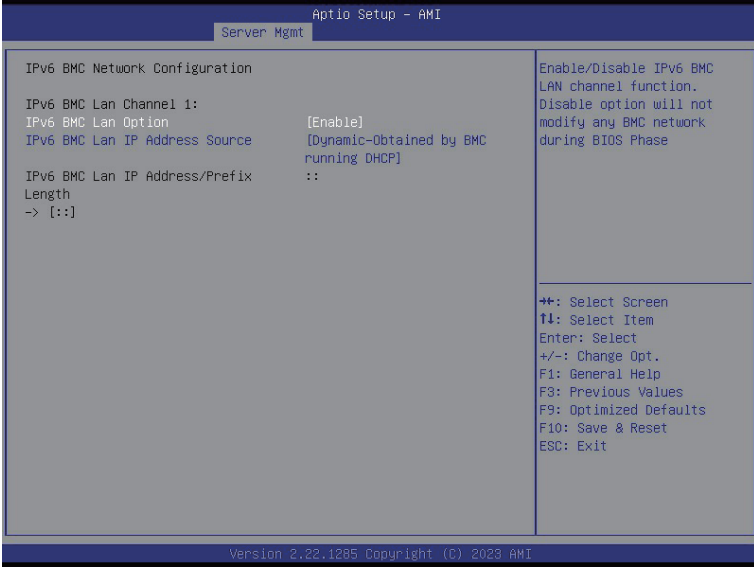 Aptio Setup – AMI
Server Mgmt
IPv6 BMC Network Configuration
IPv6 BMC Lan Channel 1:
IPv6 BMC Lan Option [Enable]
IPv6 BMC Lan IP Address Source [Dynamic-Obtained by BMC
running DHCP]
IPv6 BMC Lan IP Address/Prefix ::
Length
-> [::]
Enable/Disable IPv6 BMC
LAN channel function.
Disable option will not
modify any BMC network
during BIOS Phase
→←: Select Screen
↑↓: Select Item
Enter: Select
+/-: Change Opt.
F1: General Help
F3: Previous Values
F9: Optimized Defaults
F10: Save & Reset
ESC: Exit
Version 2.22.1285 Copyright (C) 2023 AMI